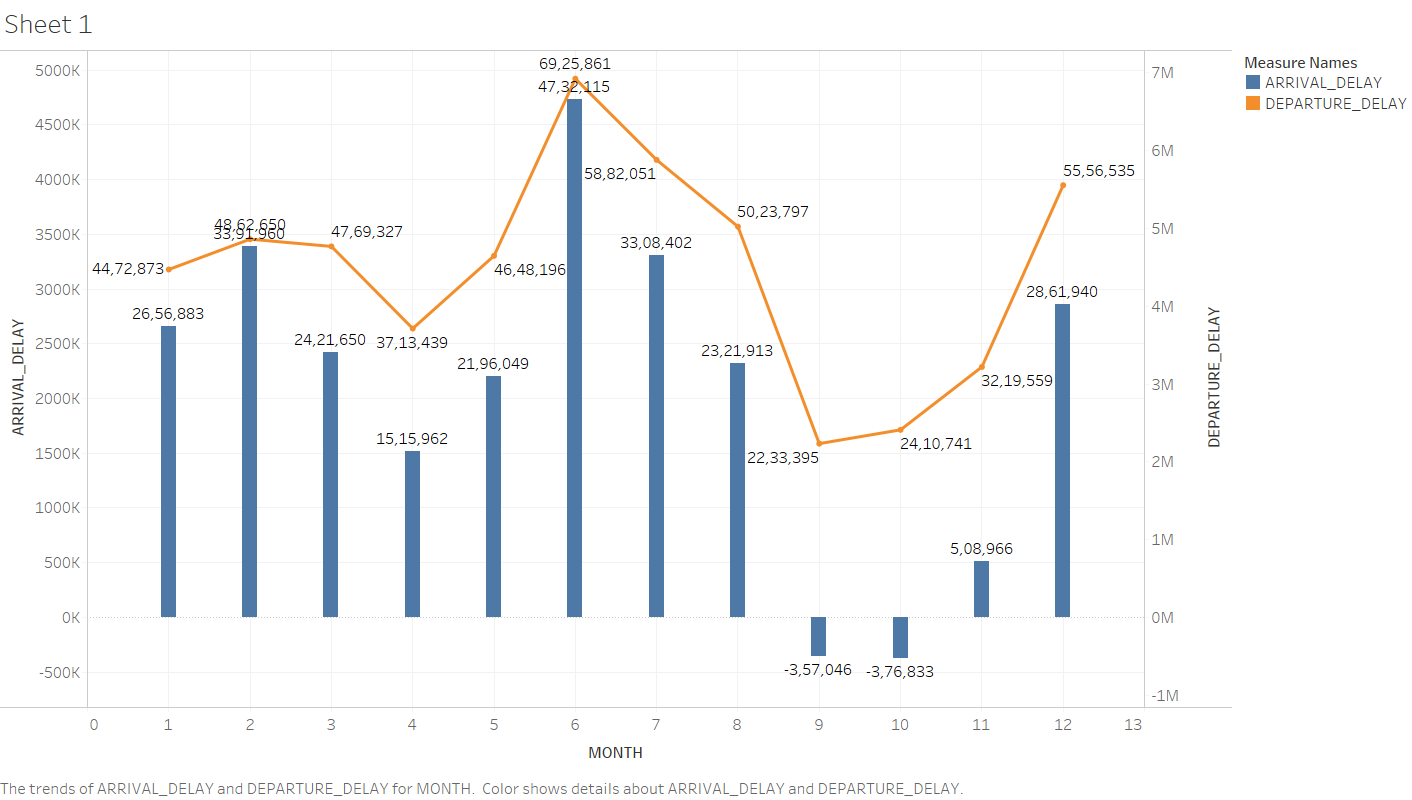 Sheet 1
Measure Names
ARRIVAL_DELAY
DEPARTURE_DELAY
ARRIVAL_DELAY
5000K
4500K
4000K
3500K
3000K
2500K
2000K
1500K
1000K
500K
0K
-500K
69,25,861
47,32,115
58,82,051
55,56,535
50,23,797
48,62,650
33,91,960
47,69,327
33,08,402
44,72,873
46,48,196
28,61,940
26,56,883
24,21,650
37,13,439
23,21,913
21,96,049
32,19,559
15,15,962
24,10,741
22,33,395
5,08,966
-3,57,046
-3,76,833
7M
6M
5M
4M
3M
2M
1M
0M
-1M
DEPARTURE_DELAY
0 1 2 3 4 5 6 7 8 9 10 11 12 13
MONTH
The trends of ARRIVAL_DELAY and DEPARTURE_DELAY for MONTH. Color shows details about ARRIVAL_DELAY and DEPARTURE_DELAY.